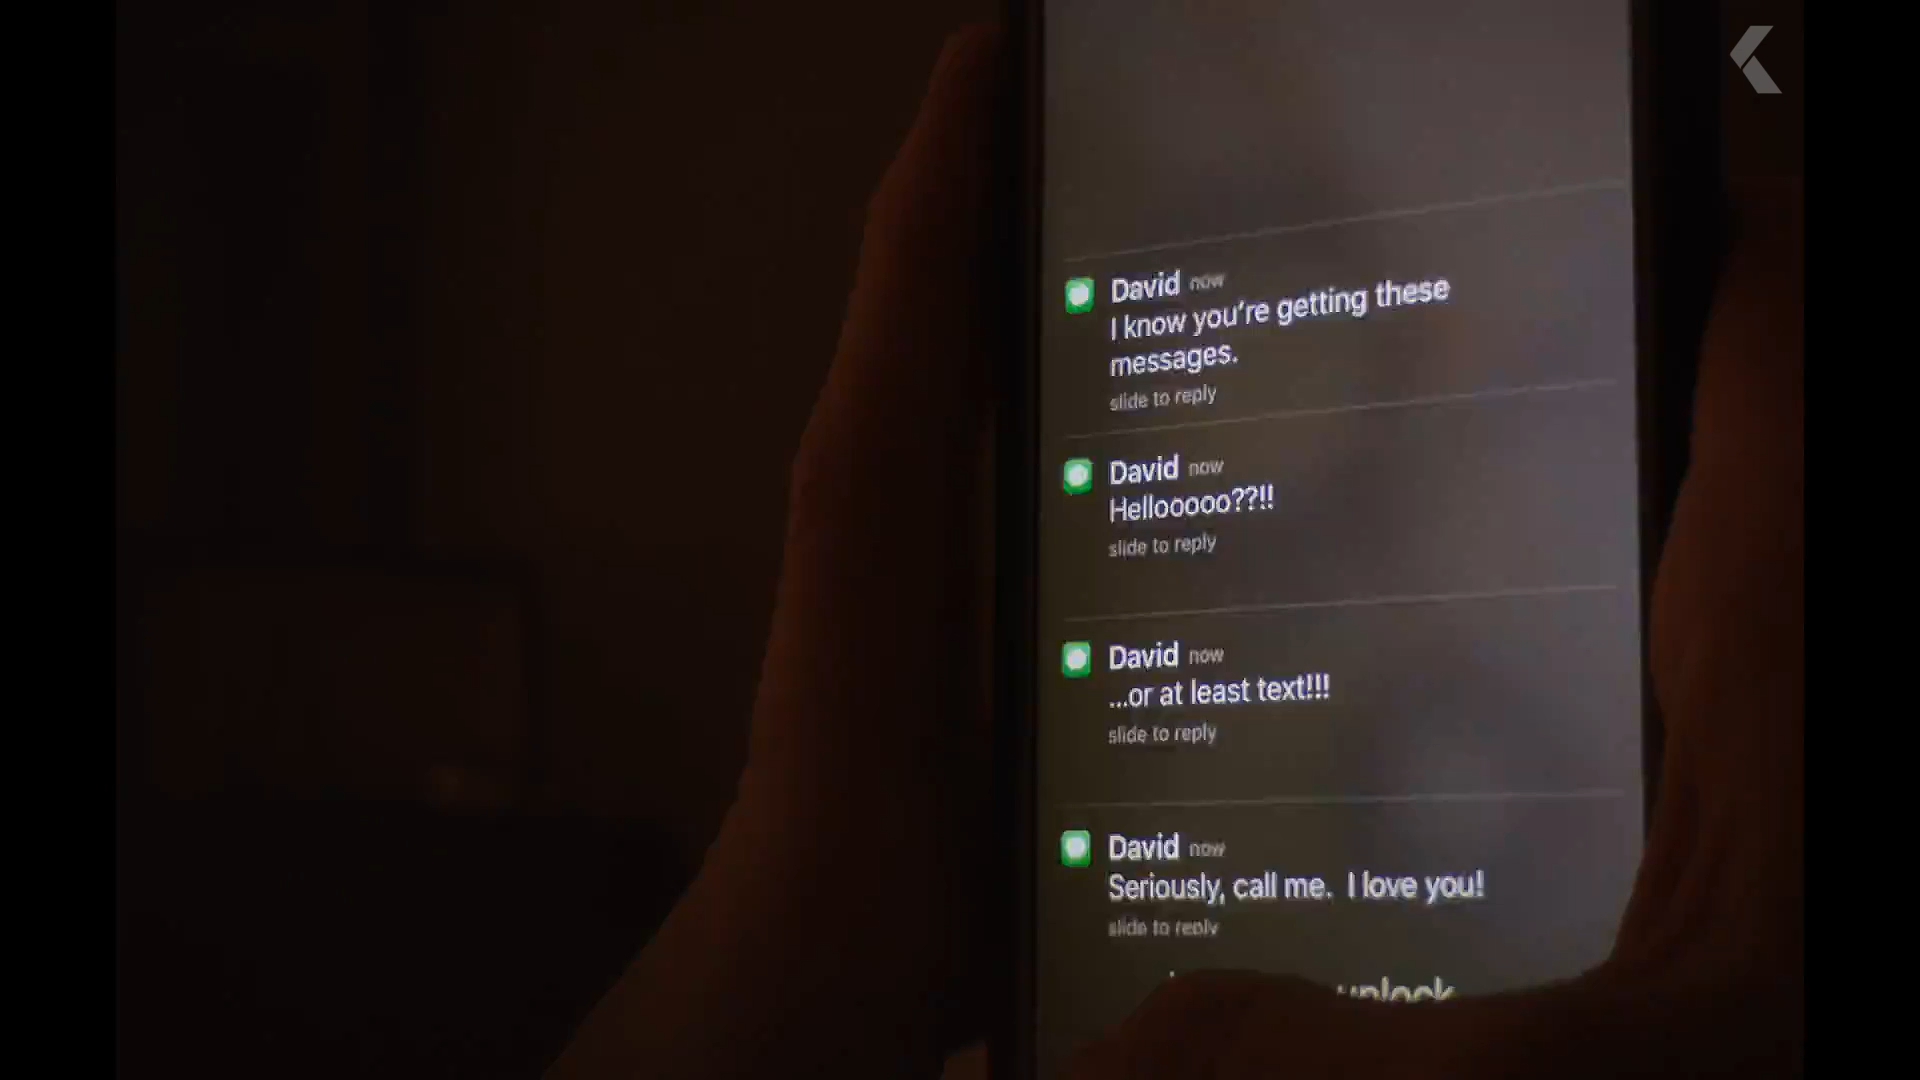 David now
I know you're getting these
messages.
slide to reply
David now
Hellooooo??!!
slide to reply
David now
...or at least text!!!
slide to reply
David now
Seriously, call me.  I love you!
slide to reply
unlock